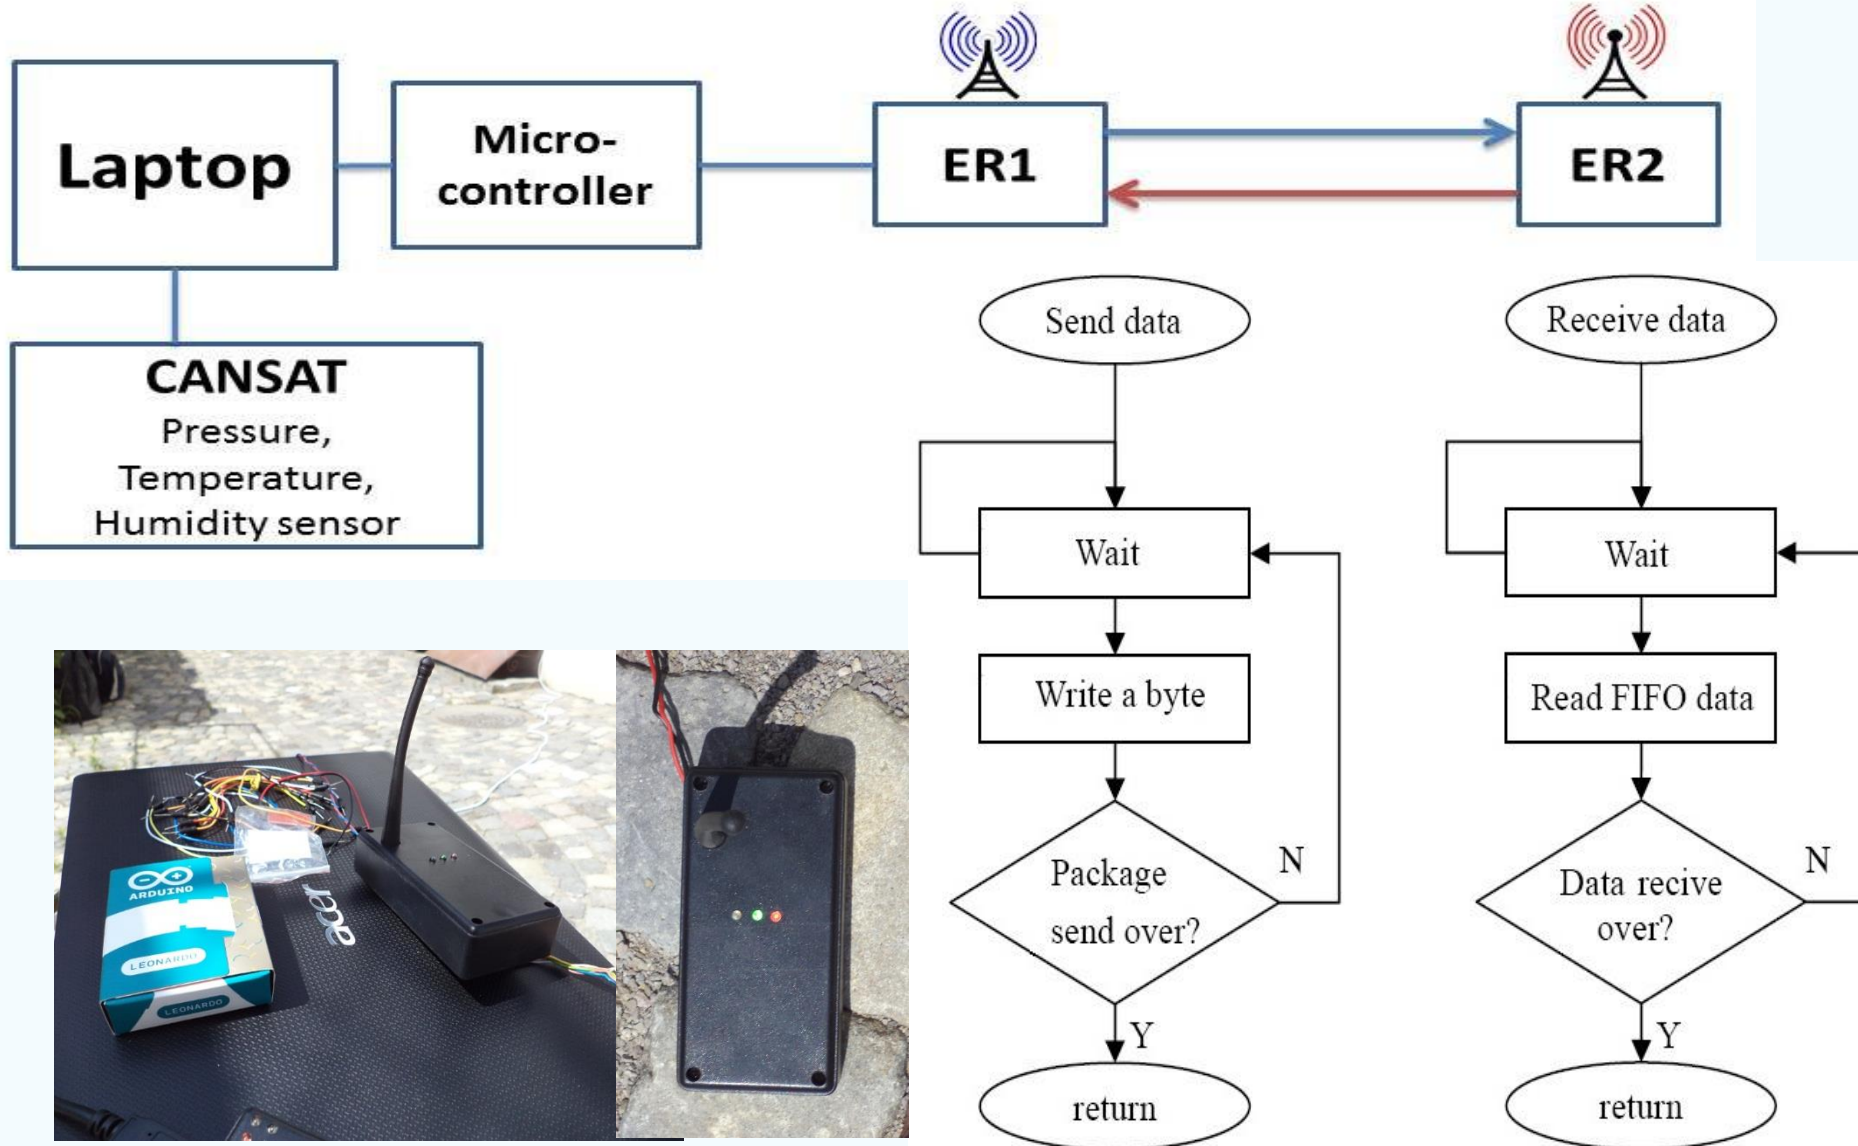 Laptop
Micro-
controller
ER1
ER2
CANSAT
Pressure,
Temperature,
Humidity sensor
Send data
Wait
Write a byte
Package
send over?
N
Y
return
Receive data
Wait
Read FIFO data
Data recive
over?
N
Y
return
ARDUINO
LEONARDO
LEONARDO
acer